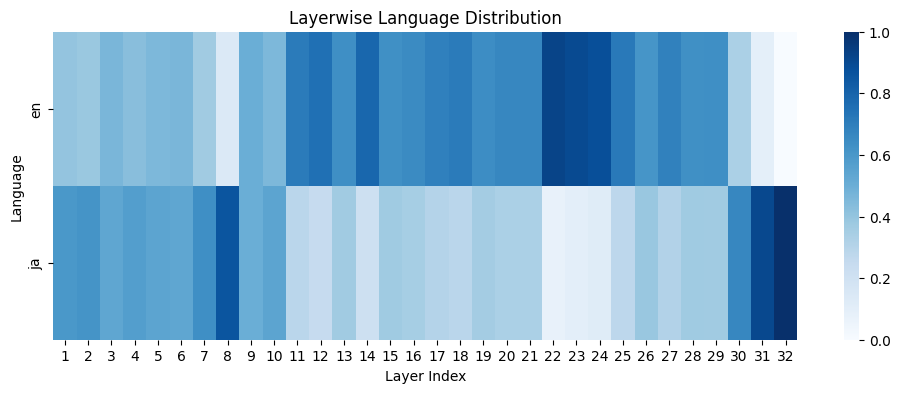 Layerwise Language Distribution
Language
en
ja
1 2 3 4 5 6 7 8 9 10 11 12 13 14 15 16 17 18 19 20 21 22 23 24 25 26 27 28 29 30 31 32
Layer Index
1.0
0.8
0.6
0.4
0.2
0.0